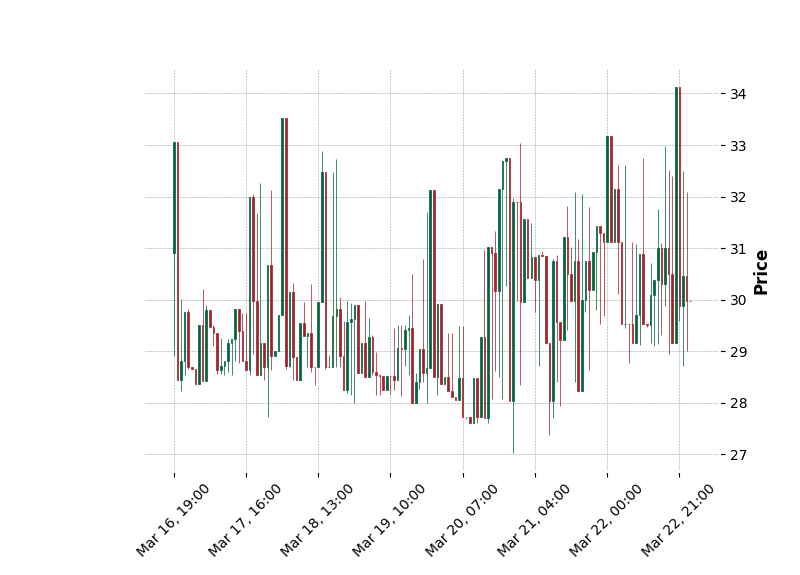 34
33
32
31
30
29
28
27
Price
Mar 16, 19:00
Mar 17, 16:00
Mar 18, 13:00
Mar 19, 10:00
Mar 20, 07:00
Mar 21, 04:00
Mar 22, 00:00
Mar 22, 21:00